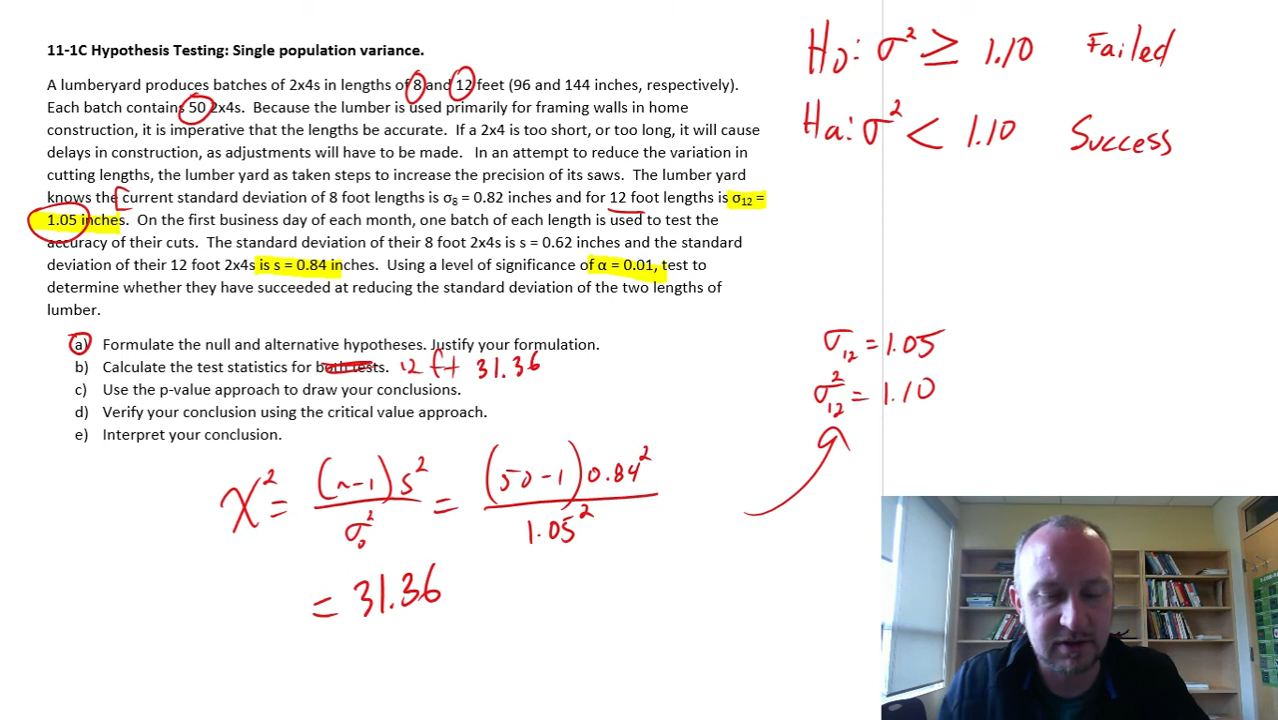 11-1C Hypothesis Testing: Single population variance.
A lumberyard produces batches of 2x4s in lengths of 8 and 12 feet (96 and 144 inches, respectively).
Each batch contains 50 2x4s. Because the lumber is used primarily for framing walls in home
construction, it is imperative that the lengths be accurate. If a 2x4 is too short, or too long, it will cause
delays in construction, as adjustments will have to be made. In an attempt to reduce the variation in
cutting lengths, the lumber yard as taken steps to increase the precision of its saws. The lumber yard
knows the current standard deviation of 8 foot lengths is σ8 = 0.82 inches and for 12 foot lengths is σ12 =
1.05 inches. On the first business day of each month, one batch of each length is used to test the
accuracy of their cuts. The standard deviation of their 8 foot 2x4s is s = 0.62 inches and the standard
deviation of their 12 foot 2x4s is s = 0.84 inches. Using a level of significance of α = 0.01, test to
determine whether they have succeeded at reducing the standard deviation of the two lengths of
lumber.
a) Formulate the null and alternative hypotheses. Justify your formulation.
b) Calculate the test statistics for both tests. 12 ft 31.36
c) Use the p-value approach to draw your conclusions.
d) Verify your conclusion using the critical value approach.
e) Interpret your conclusion.
χ² = (n-1)s² / σ₀² = (50-1)0.84² / 1.05²
= 31.36
Ho: σ² ≥ 1.10 Failed
Ha: σ² < 1.10 Success
σ12 = 1.05
σ²12 = 1.10